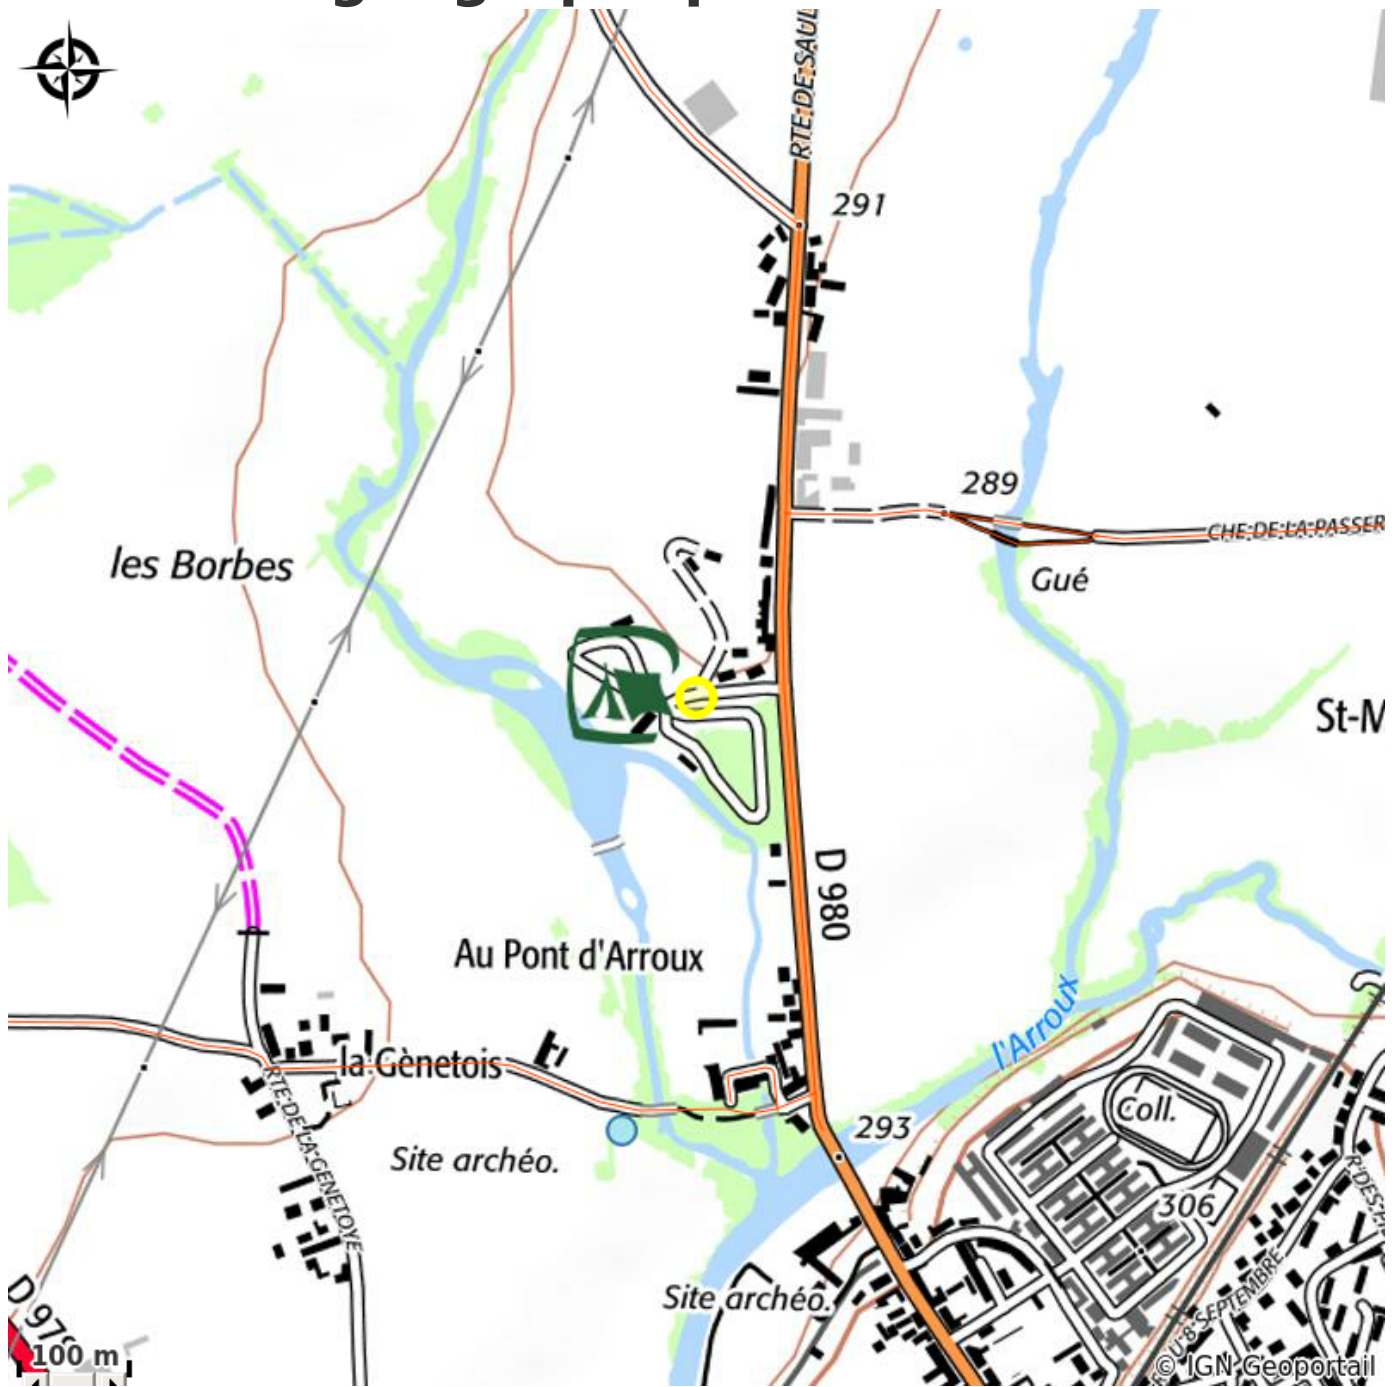 RTE DE SAUL
291
289
CHE DE LA PASSER
les Borbes
Gué
St-M
D 980
Au Pont d'Arroux
l'Arroux
la Gènetois
RTE DE LA GENETOYE
Coll.
293
Site archéo.
306
Site archéo.
R DU 8 SEPTEMBRE
100 m
© IGN Geoportail